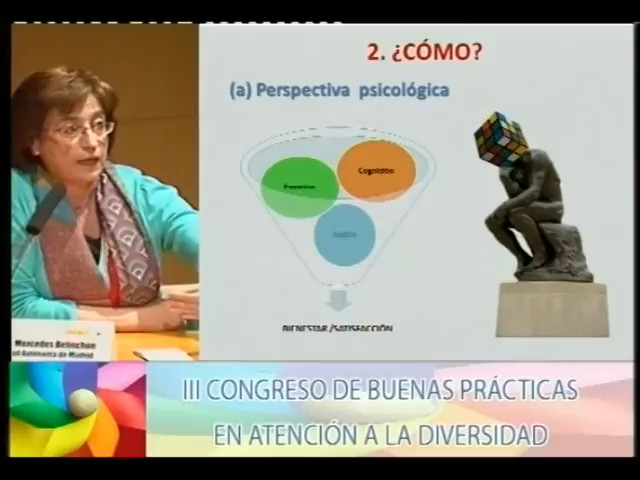 2. ¿CÓMO?
(a) Perspectiva psicológica
Cognición
BIENESTAR/SATISFACCIÓN
Mercedes Belinchon
Autónoma de Madrid
III CONGRESO DE BUENAS PRÁCTICAS
EN ATENCIÓN A LA DIVERSIDAD